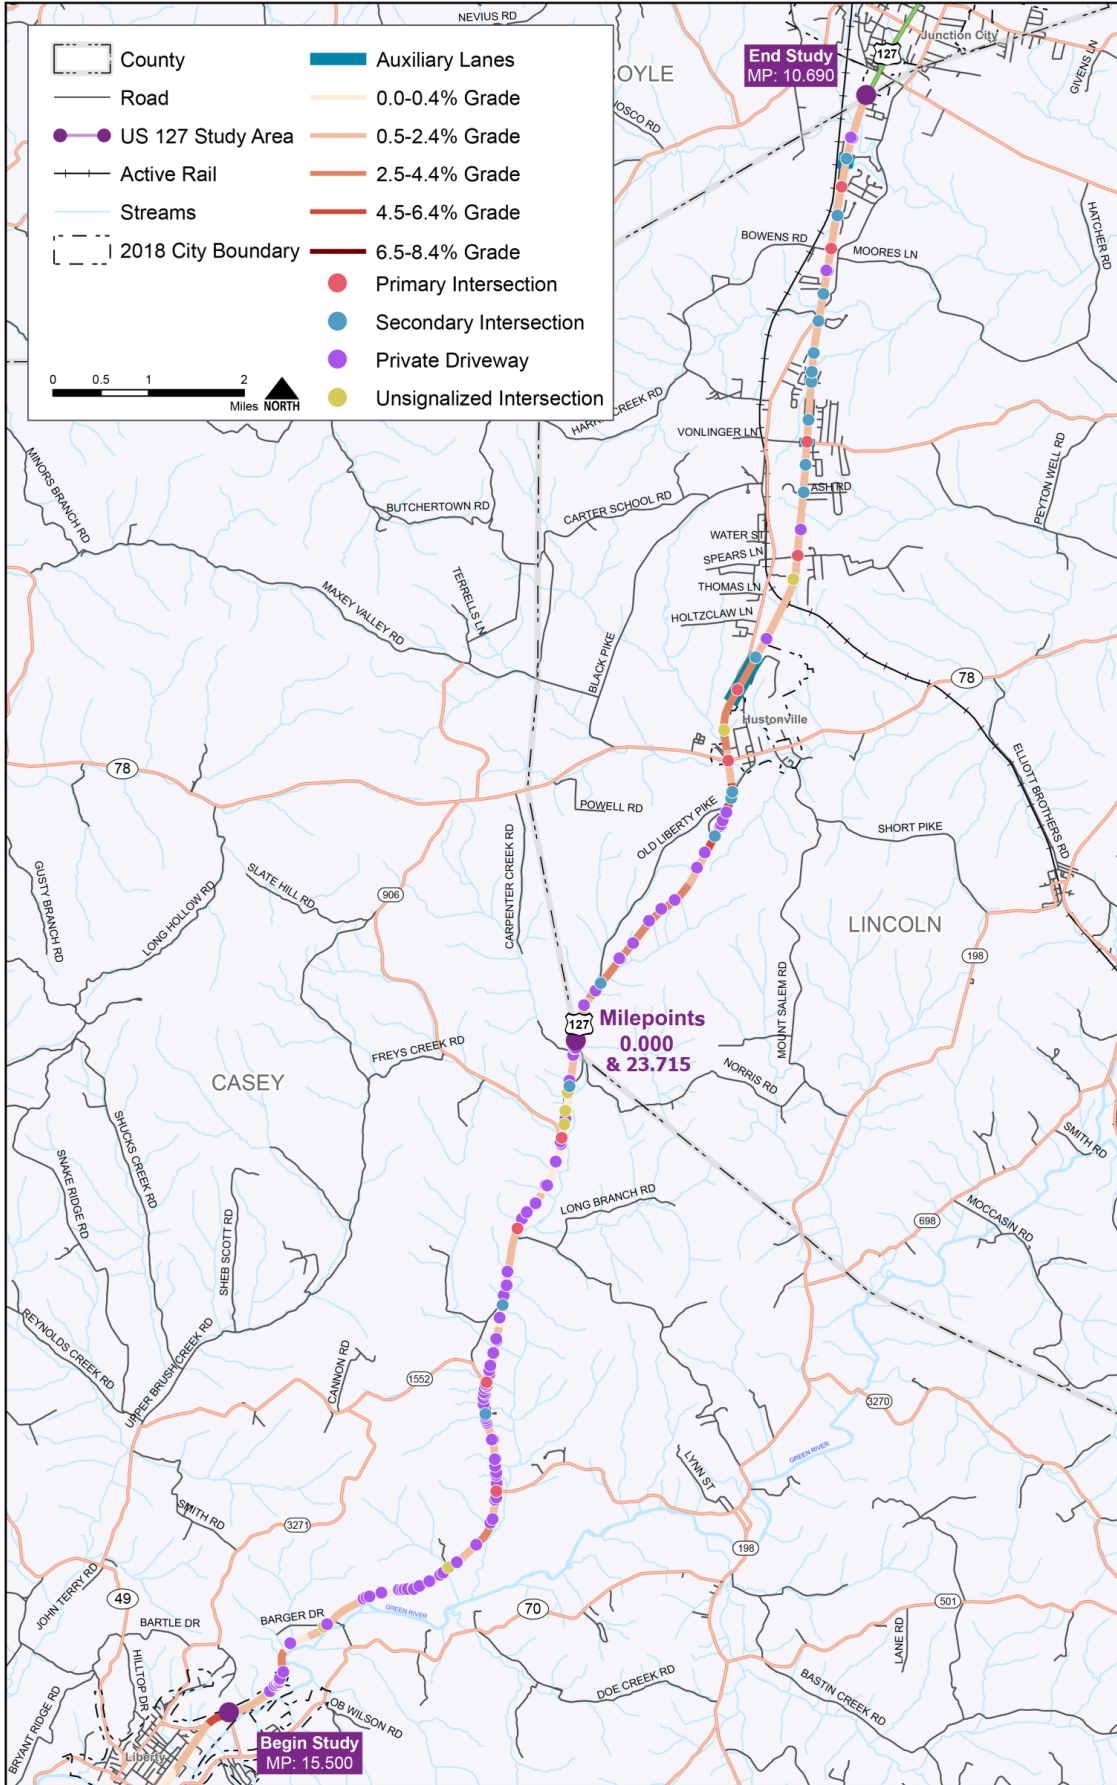 NEVIUS RD
Junction City
127
End Study
MP: 10.690
OYLE
GIVENS LN
County
Road
US 127 Study Area
Active Rail
Streams
2018 City Boundary
Auxiliary Lanes
0.0-0.4% Grade
0.5-2.4% Grade
2.5-4.4% Grade
4.5-6.4% Grade
6.5-8.4% Grade
Primary Intersection
Secondary Intersection
Private Driveway
Unsignalized Intersection
0 0.5 1 2
Miles NORTH
OSCO RD
HATCHER RD
BOWENS RD
MOORES LN
CREEK RD
VONLINGER LN
MINORS BRANCH RD
PEYTON WELL RD
ASH RD
BUTCHERTOWN RD
CARTER SCHOOL RD
WATER ST
SPEARS LN
THOMAS LN
HOLTZCLAW LN
TERRELLS LN
MAXEY VALLEY RD
BLACK PIKE
78
Hustonville
78
ELLIOTT BROTHERS RD
POWELL RD
OLD LIBERTY PIKE
SHORT PIKE
CARPENTER CREEK RD
GUSTY BRANCH RD
SLATE HILL RD
906
LONG HOLLOW RD
LINCOLN
198
MOUNT SALEM RD
127
Milepoints
0.000
& 23.715
FREYS CREEK RD
CASEY
NORRIS RD
SHUCKS CREEK RD
SNAKE RIDGE RD
SMITH RD
LONG BRANCH RD
MOCCASIN RD
698
SHEB SCOTT RD
REYNOLDS CREEK RD
UPPER BRUSH CREEK RD
CANNON RD
1552
3270
GREEN RIVER
LYNN ST
SMITH RD
3271
198
JOHN TERRY RD
49
BARTLE DR
BARGER DR
GREEN RIVER
70
501
LANE RD
HILLTOP DR
DOE CREEK RD
BASTIN CREEK RD
BRYANT RIDGE RD
OB WILSON RD
Liberty
Begin Study
MP: 15.500